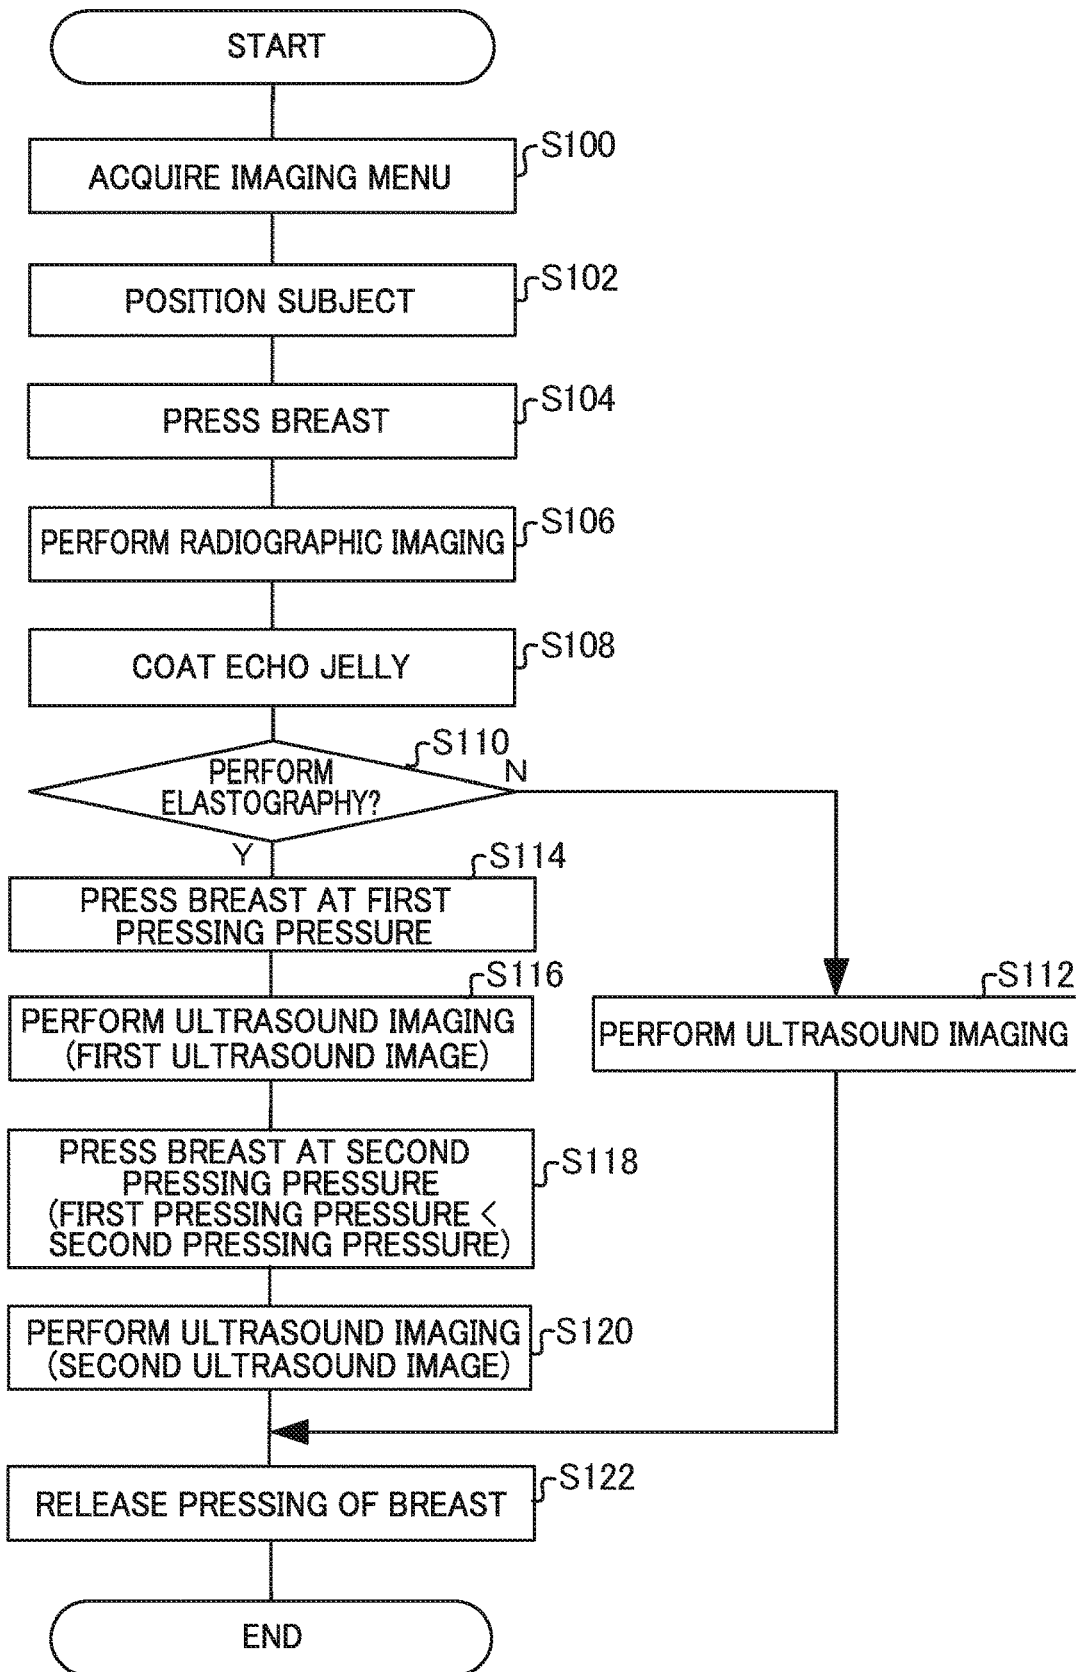 START
S100
ACQUIRE IMAGING MENU
S102
POSITION SUBJECT
S104
PRESS BREAST
S106
PERFORM RADIOGRAPHIC IMAGING
S108
COAT ECHO JELLY
S110
PERFORM
ELASTOGRAPHY?
N
Y
S114
PRESS BREAST AT FIRST
PRESSING PRESSURE
S116
PERFORM ULTRASOUND IMAGING
(FIRST ULTRASOUND IMAGE)
S112
PERFORM ULTRASOUND IMAGING
S118
PRESS BREAST AT SECOND
PRESSING PRESSURE
(FIRST PRESSING PRESSURE <
SECOND PRESSING PRESSURE)
S120
PERFORM ULTRASOUND IMAGING
(SECOND ULTRASOUND IMAGE)
S122
RELEASE PRESSING OF BREAST
END